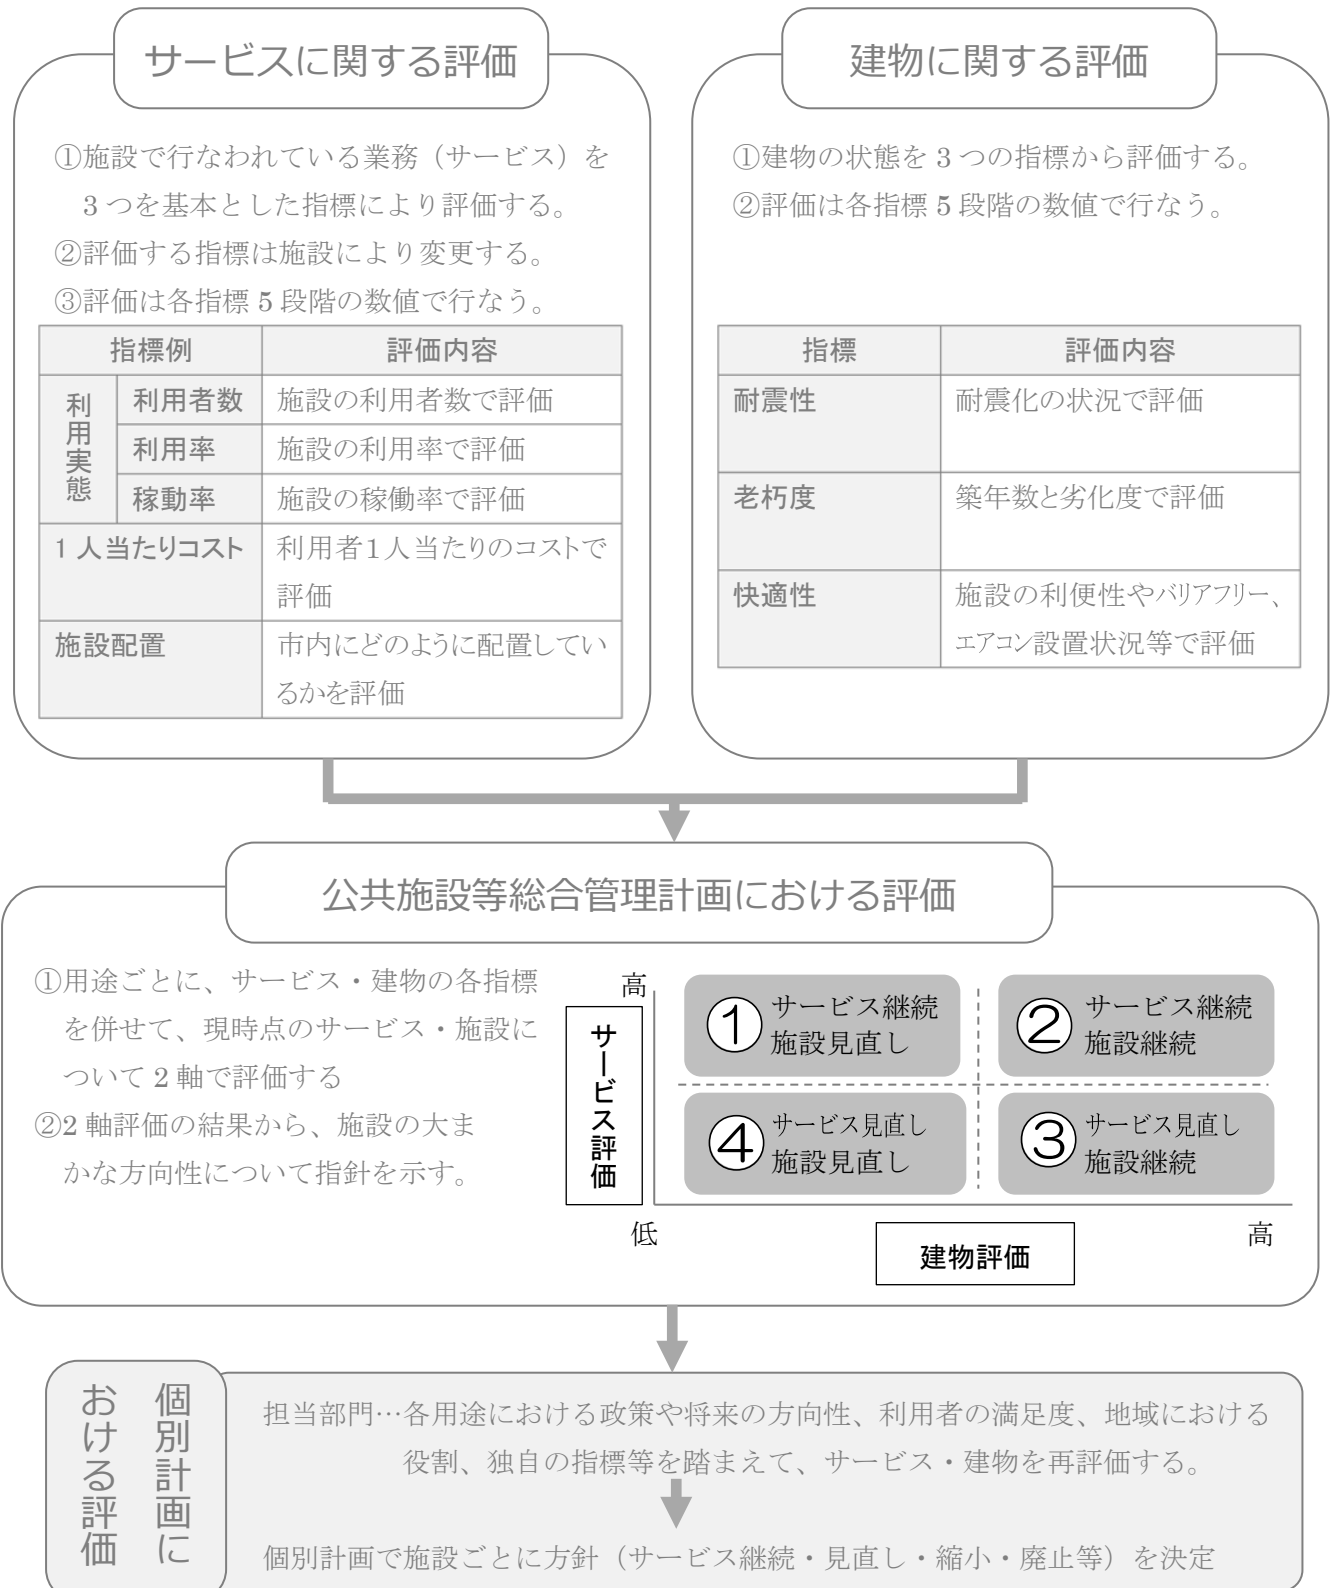 サービスに関する評価
①施設で行なわれている業務（サービス）を
3つを基本とした指標により評価する。
②評価する指標は施設により変更する。
③評価は各指標5段階の数値で行なう。
指標例 評価内容
利用実態
利用者数 施設の利用者数で評価
利用率 施設の利用率で評価
稼動率 施設の稼働率で評価
1人当たりコスト 利用者1人当たりのコストで
評価
施設配置 市内にどのように配置してい
るかを評価
建物に関する評価
①建物の状態を3つの指標から評価する。
②評価は各指標5段階の数値で行なう。
指標 評価内容
耐震性 耐震化の状況で評価
老朽度 築年数と劣化度で評価
快適性 施設の利便性やバリアフリー、
エアコン設置状況等で評価
公共施設等総合管理計画における評価
①用途ごとに、サービス・建物の各指標
を併せて、現時点のサービス・施設に
ついて2軸で評価する
②2軸評価の結果から、施設の大ま
かな方向性について指針を示す。
高
サービス評価
低
① サービス継続
施設見直し
② サービス継続
施設継続
④ サービス見直し
施設見直し
③ サービス見直し
施設継続
建物評価
高
個別計画に
おける評価
担当部門…各用途における政策や将来の方向性、利用者の満足度、地域における
役割、独自の指標等を踏まえて、サービス・建物を再評価する。
個別計画で施設ごとに方針（サービス継続・見直し・縮小・廃止等）を決定